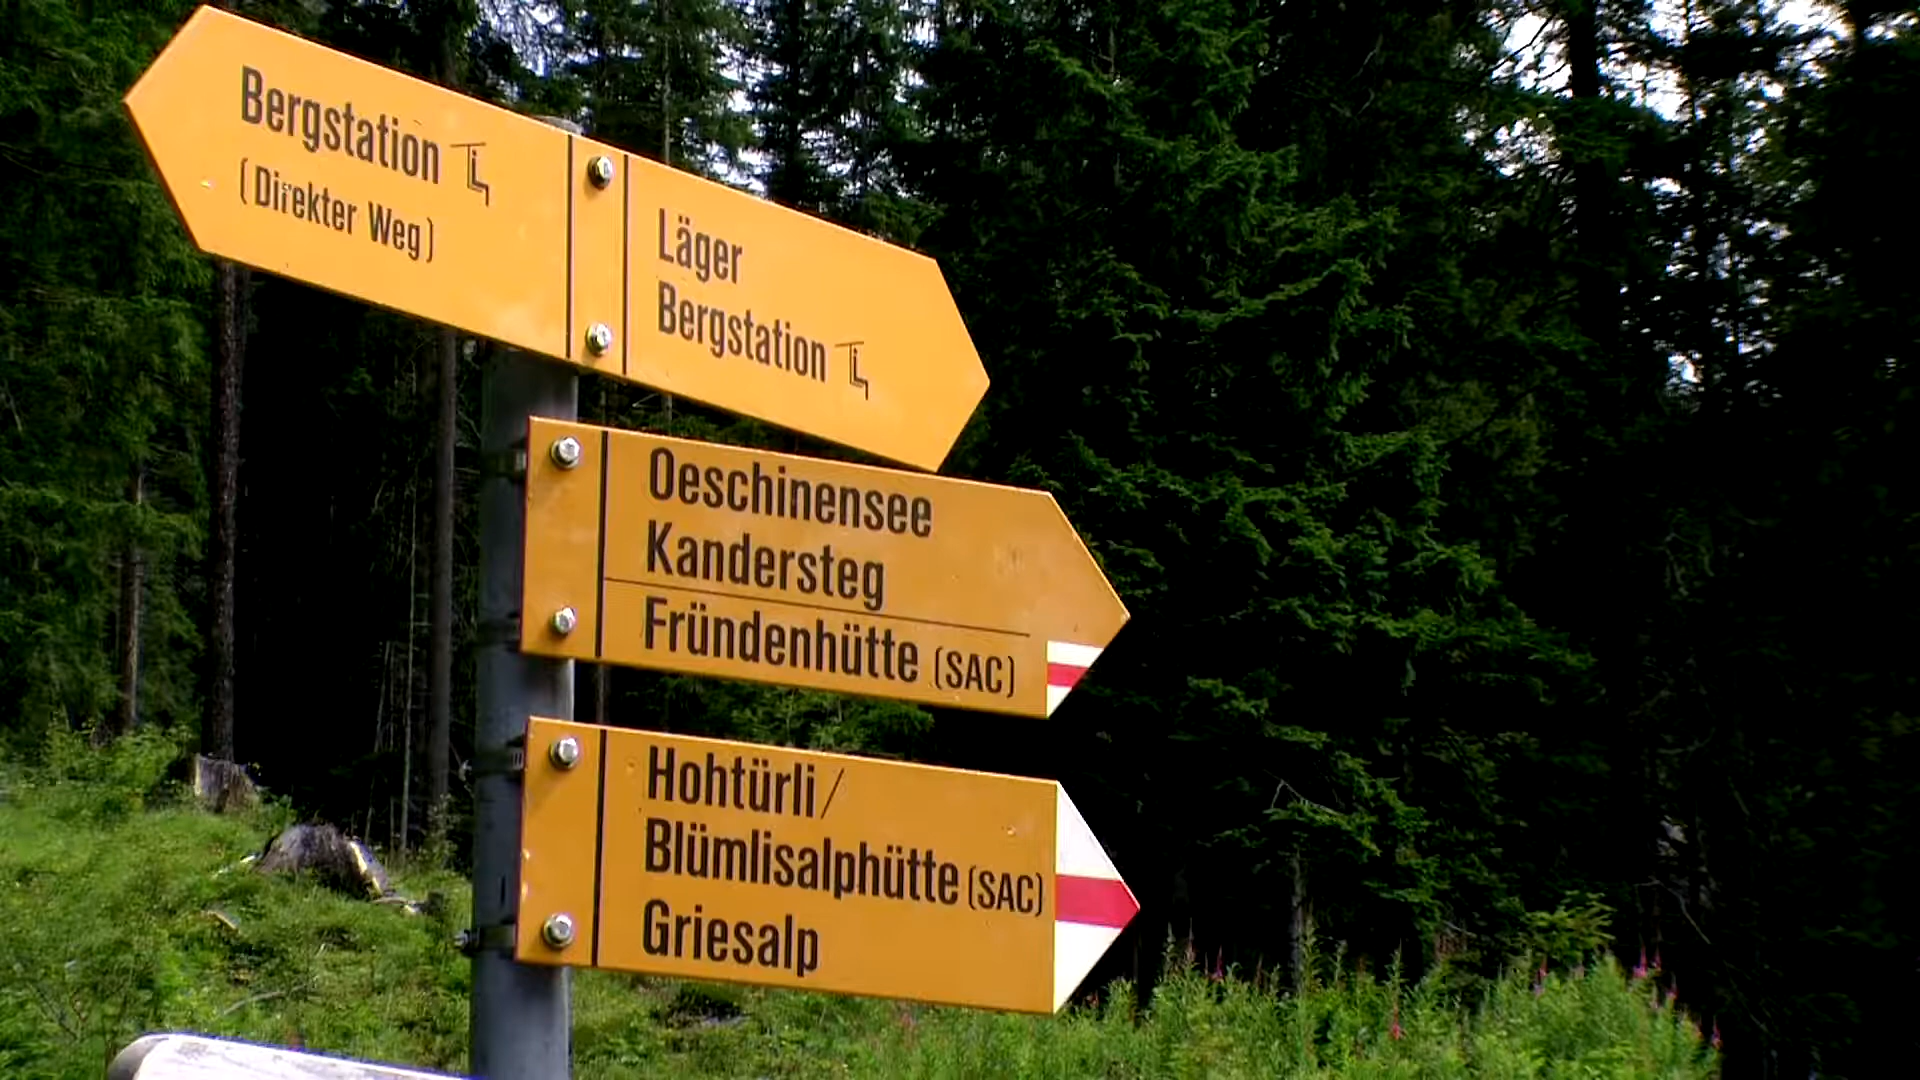 Bergstation
(Direkter Weg)
Läger
Bergstation
Oeschinensee
Kandersteg
Fründenhütte (SAC)
Hohtürli/
Blümlisalphütte (SAC)
Griesalp